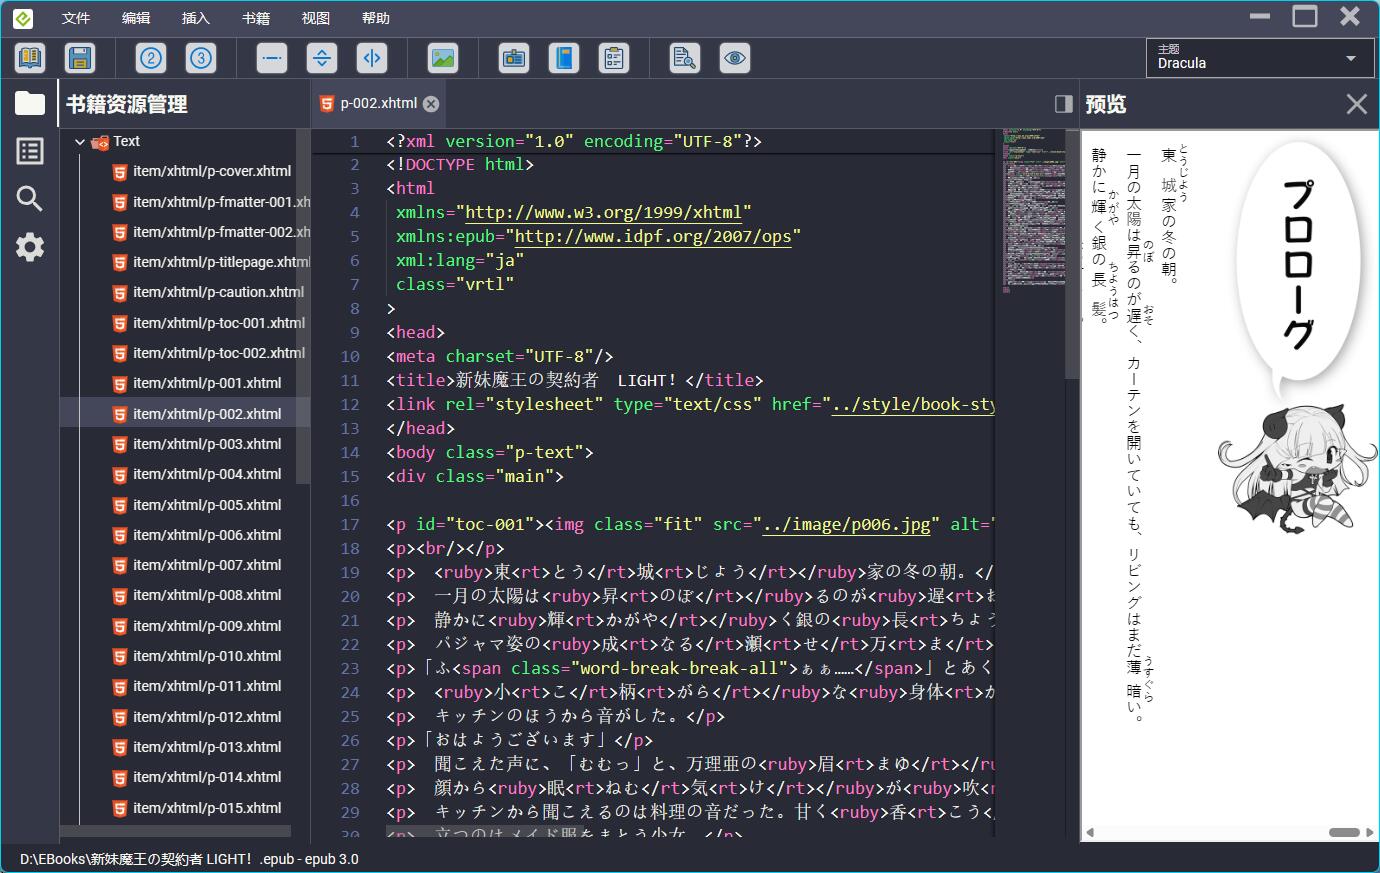 文件 编辑 插入 书籍 视图 帮助
主题
Dracula
书籍资源管理
p-002.xhtml
预览
Text
item/xhtml/p-cover.xhtml
item/xhtml/p-fmatter-001.xh
item/xhtml/p-fmatter-002.xh
item/xhtml/p-titlepage.xhtml
item/xhtml/p-caution.xhtml
item/xhtml/p-toc-001.xhtml
item/xhtml/p-toc-002.xhtml
item/xhtml/p-001.xhtml
item/xhtml/p-002.xhtml
item/xhtml/p-003.xhtml
item/xhtml/p-004.xhtml
item/xhtml/p-005.xhtml
item/xhtml/p-006.xhtml
item/xhtml/p-007.xhtml
item/xhtml/p-008.xhtml
item/xhtml/p-009.xhtml
item/xhtml/p-010.xhtml
item/xhtml/p-011.xhtml
item/xhtml/p-012.xhtml
item/xhtml/p-013.xhtml
item/xhtml/p-014.xhtml
item/xhtml/p-015.xhtml
1 <?xml version="1.0" encoding="UTF-8"?>
2 <!DOCTYPE html>
3 <html
4 xmlns="http://www.w3.org/1999/xhtml"
5 xmlns:epub="http://www.idpf.org/2007/ops"
6 xml:lang="ja"
7 class="vrtl"
8 >
9 <head>
10 <meta charset="UTF-8"/>
11 <title>新妹魔王の契約者　LIGHT！</title>
12 <link rel="stylesheet" type="text/css" href="../style/book-sty
13 </head>
14 <body class="p-text">
15 <div class="main">
16
17 <p id="toc-001"><img class="fit" src="../image/p006.jpg" alt="
18 <p><br/></p>
19 <p>　<ruby>東<rt>とう</rt>城<rt>じょう</rt></ruby>家の冬の朝。</
20 <p>　一月の太陽は<ruby>昇<rt>のぼ</rt></ruby>るのが<ruby>遅<rt>お
21 <p>　静かに<ruby>輝<rt>かがや</rt></ruby>く銀の<ruby>長<rt>ちょう
22 <p>　パジャマ姿の<ruby>成<rt>なる</rt>瀬<rt>せ</rt>万<rt>ま</rt>
23 <p>「ふ<span class="word-break-break-all">ぁぁ……</span>」とあく
24 <p>　<ruby>小<rt>こ</rt>柄<rt>がら</rt></ruby>な<ruby>身体<rt>か
25 <p>　キッチンのほうから音がした。</p>
26 <p>「おはようございます」</p>
27 <p>　聞こえた声に、「むむっ」と、万理亜の<ruby>眉<rt>まゆ</rt></ru
28 <p>　顔から<ruby>眠<rt>ねむ</rt>気<rt>け</rt></ruby>が<ruby>吹<ru
29 <p>　キッチンから聞こえるのは料理の音だった。甘く<ruby>香<rt>こう</
30 <p>　立つのはメイド服をまとう少女。</p>
プロローグ
とうじよう
東城家の冬の朝。
のぼ おそ うすぐら
一月の太陽は昇るのが遅く、カーテンを開いていても、リビングはまだ薄暗い。
かがや ちようはつ
静かに輝く銀の長髪。
D:\EBooks\新妹魔王の契約者 LIGHT！.epub - epub 3.0